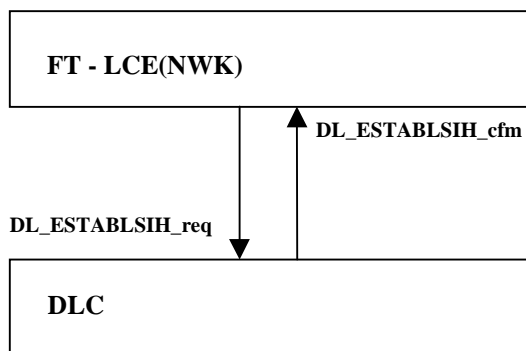 FT - LCE(NWK)
DL_ESTABLSIH_cfm
DL_ESTABLSIH_req
DLC